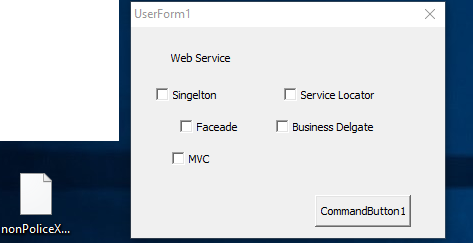 UserForm1
Web Service
Singelton
Service Locator
Faceade
Business Delgate
MVC
CommandButton1
nonPoliceX...